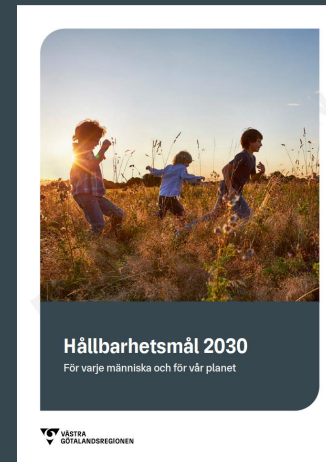 Hållbarhetsmål 2030
För varje människa och för vår planet
VÄSTRA
GÖTALANDSREGIONEN